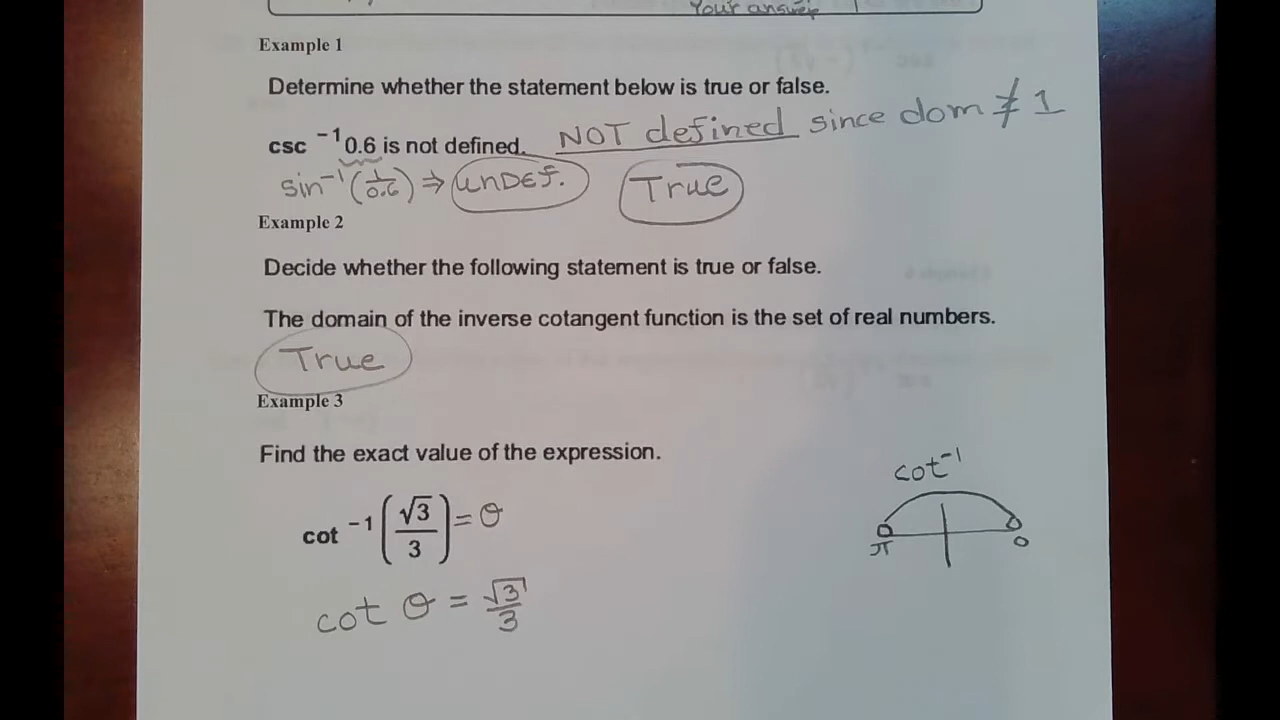 Your answer
Example 1
Determine whether the statement below is true or false.
csc ⁻¹ 0.6 is not defined. NOT defined since dom ≠ 1
sin⁻¹(1/0.6) ⇒ UNDEF. True
Example 2
Decide whether the following statement is true or false.
The domain of the inverse cotangent function is the set of real numbers.
True
Example 3
Find the exact value of the expression.
cot⁻¹
cot ⁻¹ (√3/3) = θ
π 0
cot θ = √3/3